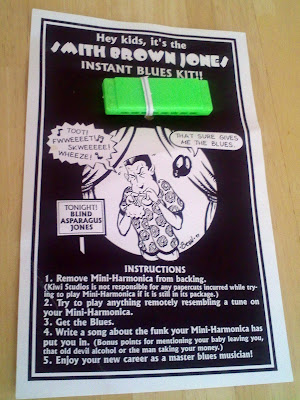 Hey kids, it's the
SMITH BROWN JONES
INSTANT BLUES KIT!!
TOOT!
FWWEEEET!
SKWEEEEE!
WHEEZE!
THAT SURE GIVES
ME THE BLUES.
TONIGHT!
BLIND
ASPARAGUS
JONES
INSTRUCTIONS
1. Remove Mini-Harmonica from backing.
(Kiwi Studios is not responsible for any papercuts incurred while try-
ing to play Mini-Harmonica if it is still in its package.)
2. Try to play anything remotely resembling a tune on
your Mini-Harmonica.
3. Get the Blues.
4. Write a song about the funk your Mini-Harmonica has
put you in. (Bonus points for mentioning your baby leaving you,
that old devil alcohol or the man taking your money.)
5. Enjoy your new career as a master blues musician!